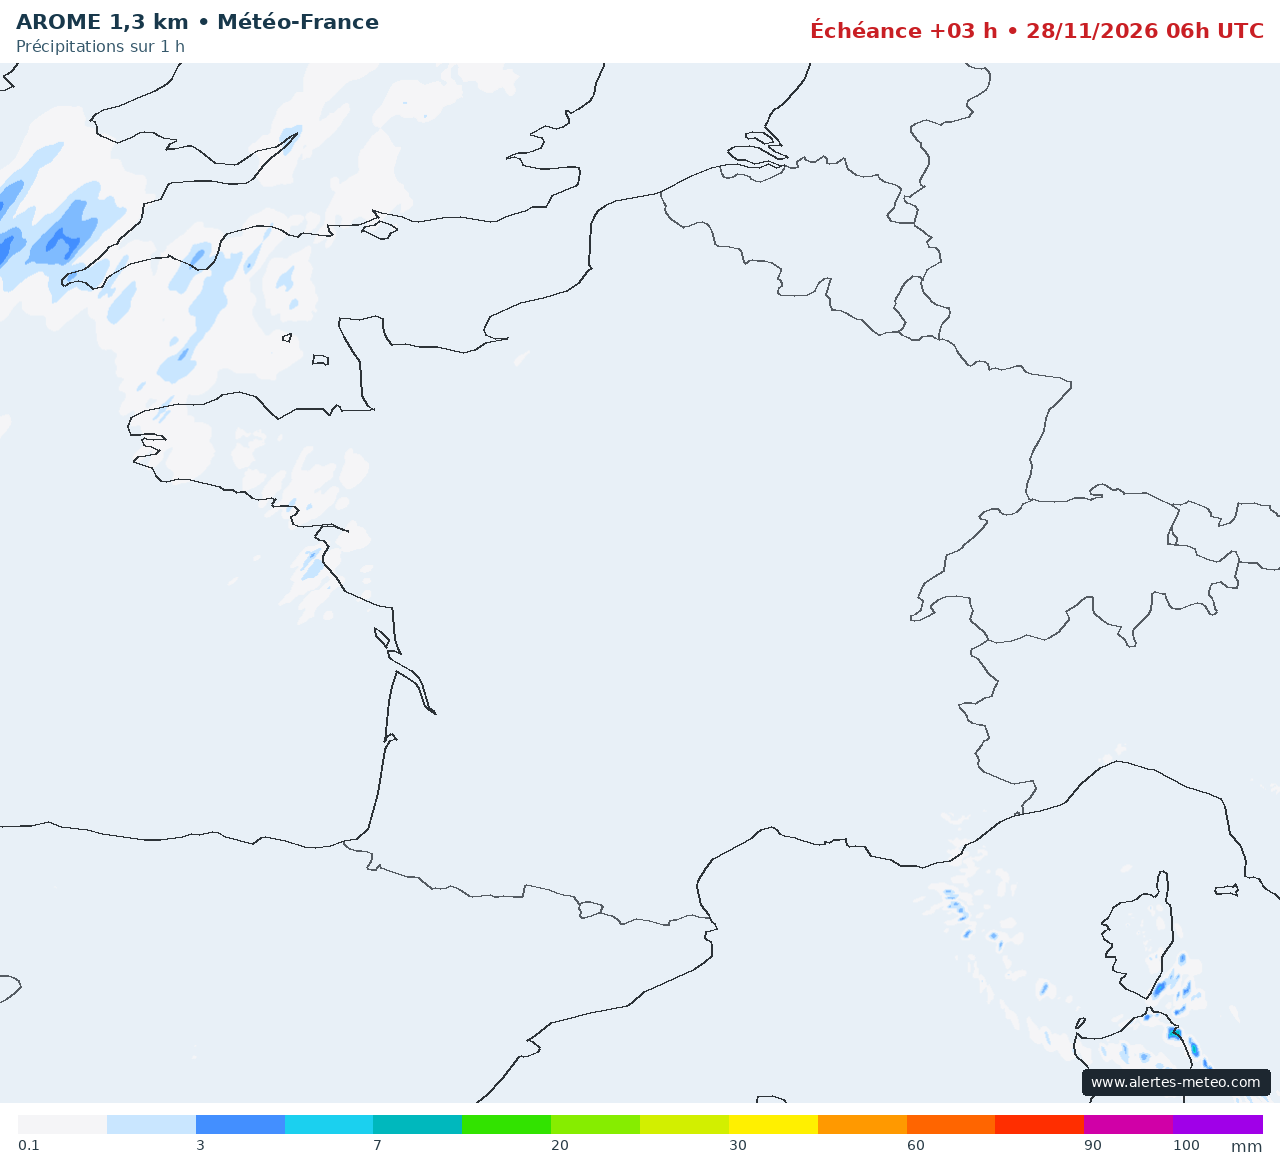 AROME 1,3 km • Météo-France
Précipitations sur 1 h
Échéance +03 h • 28/11/2026 06h UTC
www.alertes-meteo.com
0.1 3 7 20 30 60 90 100 mm